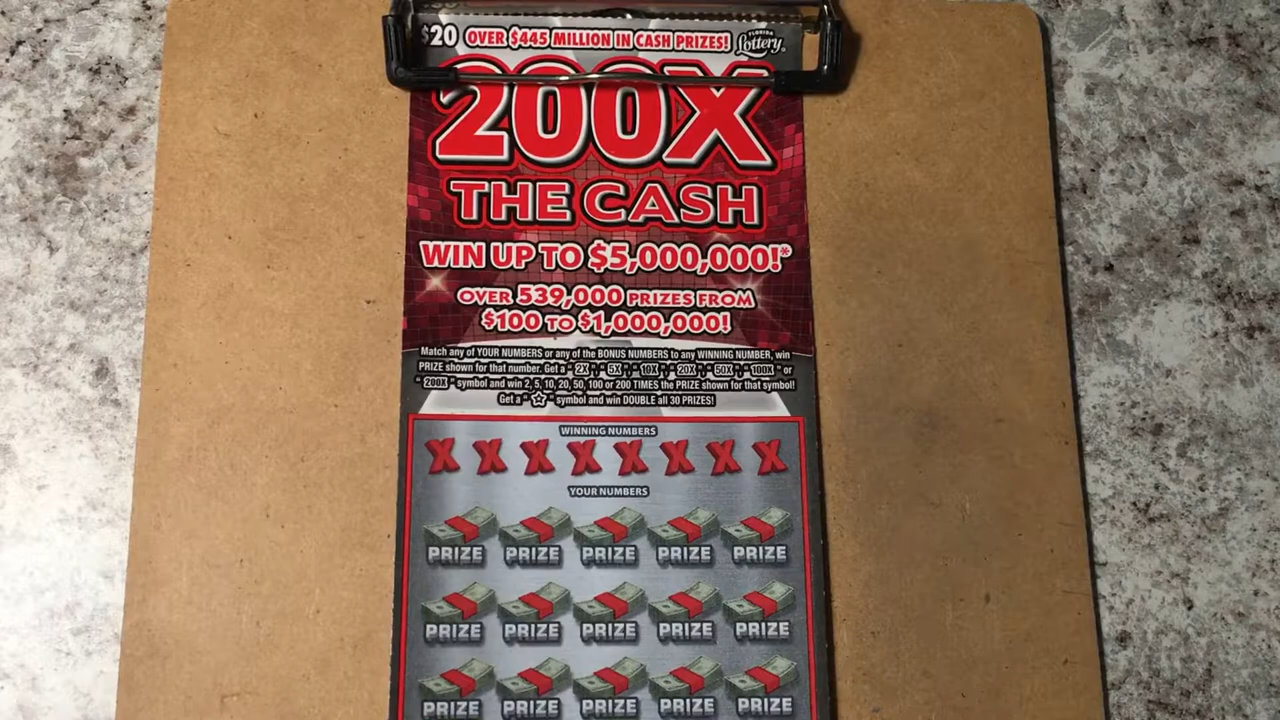 $20 OVER $445 MILLION IN CASH PRIZES! FLORIDA Lottery®
200X
THE CASH
WIN UP TO $5,000,000!*
OVER 539,000 PRIZES FROM
$100 TO $1,000,000!
Match any of YOUR NUMBERS or any of the BONUS NUMBERS to any WINNING NUMBER, win
PRIZE shown for that number. Get a "2X", "5X", "10X", "20X", "50X", "100X" or
"200X" symbol and win 2, 5, 10, 20, 50, 100 or 200 TIMES the PRIZE shown for that symbol!
Get a "☆" symbol and win DOUBLE all 30 PRIZES!
WINNING NUMBERS
X X X X X X X X
YOUR NUMBERS
PRIZE PRIZE PRIZE PRIZE PRIZE
PRIZE PRIZE PRIZE PRIZE PRIZE
PRIZE PRIZE PRIZE PRIZE PRIZE